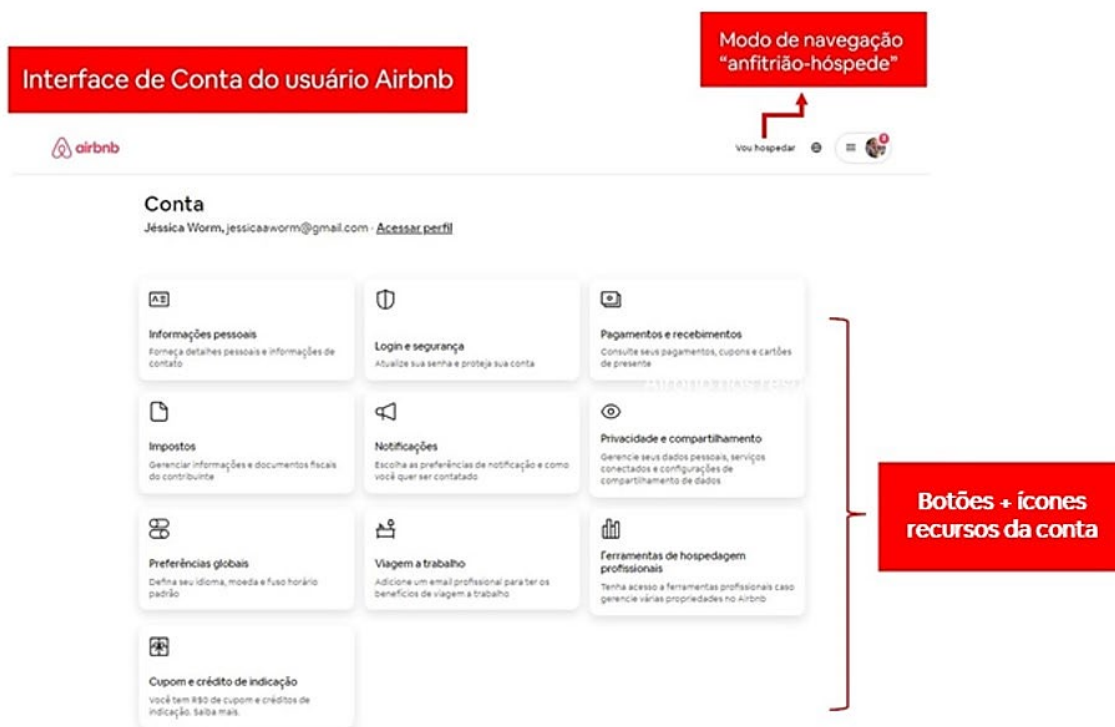 Modo de navegação
“anfitrião-hóspede”
Interface de Conta do usuário Airbnb
airbnb
Vou hospedar
Conta
Jéssica Worm, jessicaaworm@gmail.com · Acessar perfil
Informações pessoais
Forneça detalhes pessoais e informações de
contato
Login e segurança
Atualize sua senha e proteja sua conta
Pagamentos e recebimentos
Consulte seus pagamentos, cupons e cartões
de presente
Impostos
Gerenciar informações e documentos fiscais
do contribuinte
Notificações
Escolha as preferências de notificação e como
você quer ser contatado
Privacidade e compartilhamento
Gerencie seus dados pessoais, serviços
conectados e configurações de
compartilhamento de dados
Botões + ícones
recursos da conta
Preferências globais
Defina seu idioma, moeda e fuso horário
padrão
Viagem a trabalho
Adicione um email profissional para ter os
benefícios de viagem a trabalho
Ferramentas de hospedagem
profissionais
Tenha acesso a ferramentas profissionais caso
gerencie várias propriedades no Airbnb
Cupom e crédito de indicação
Você tem R$0 de cupom e créditos de
indicação. Saiba mais.